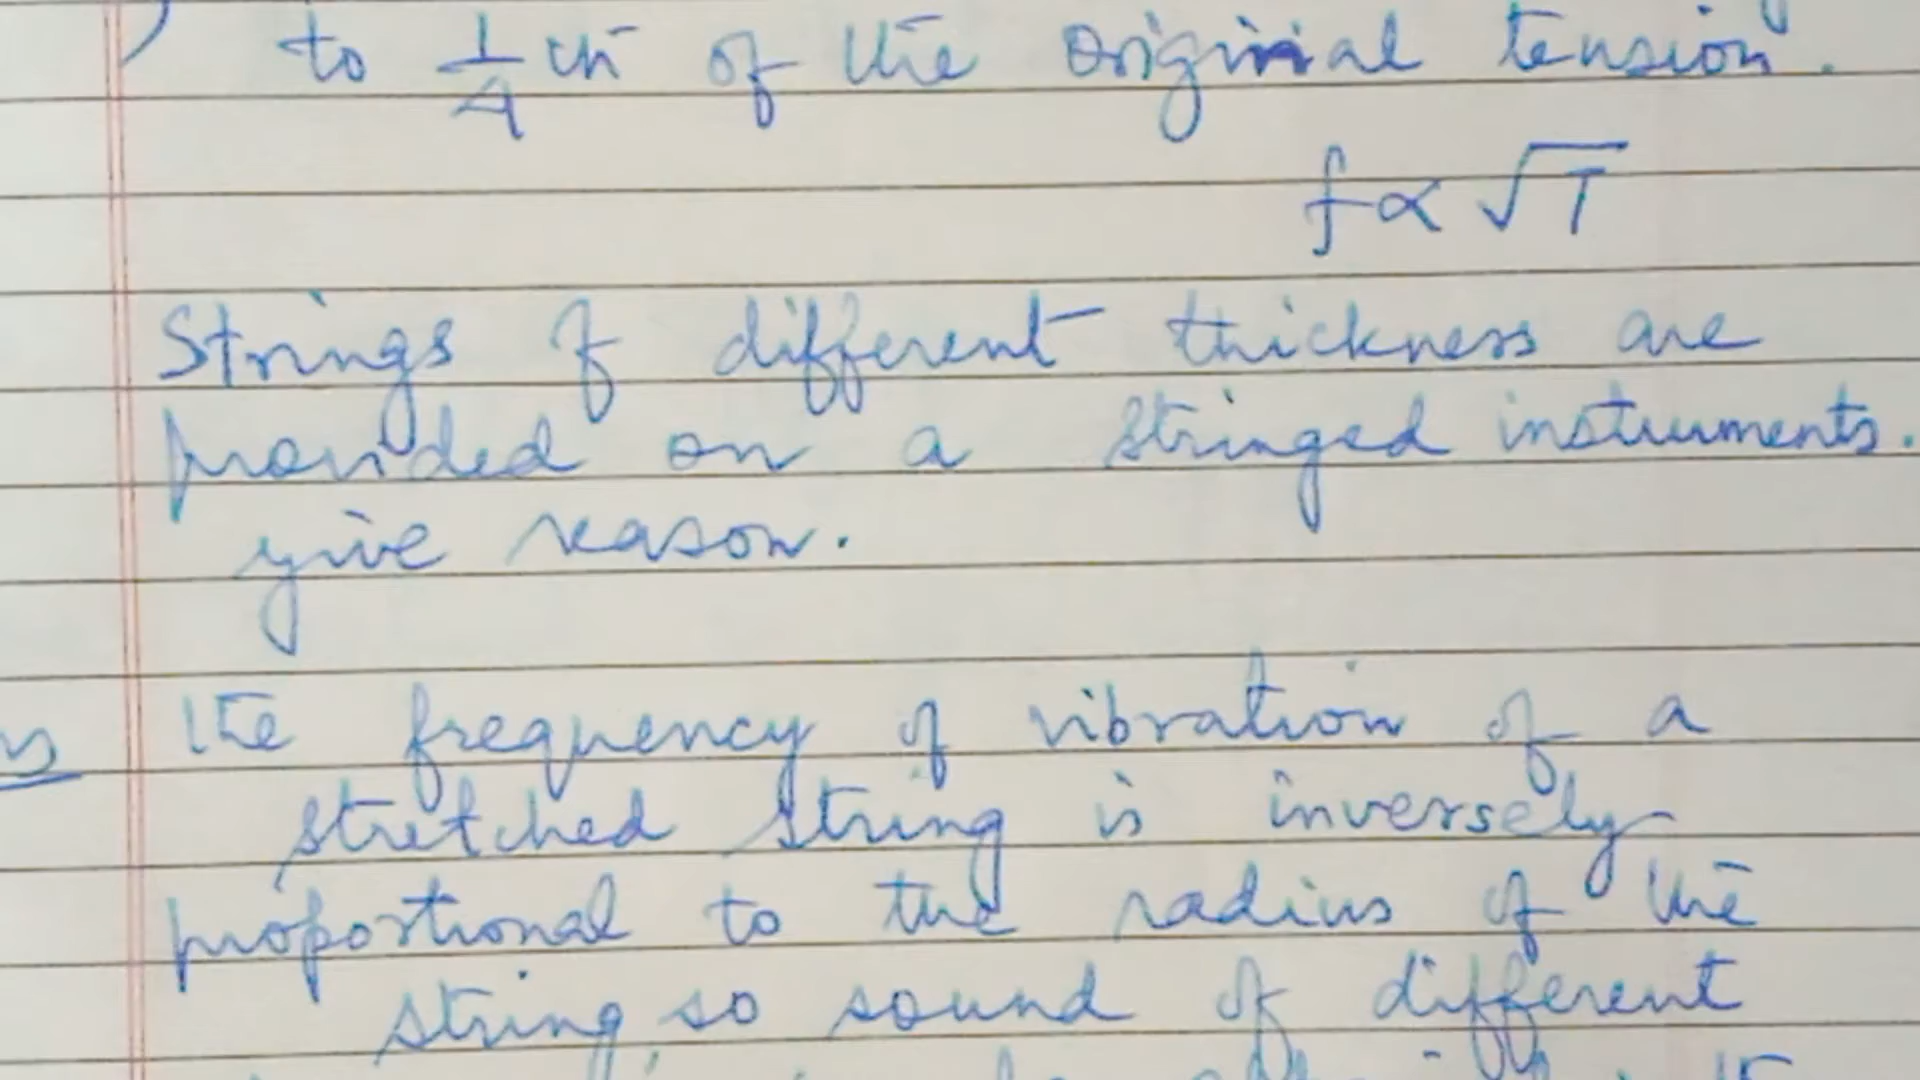 to 1/4 th of the original tension.
f∝ √T
Strings of different thickness are
provided on a stringed instruments.
give reason.
The frequency of vibration of a
stretched string is inversely
proportional to the radius of the
string, so sound of different